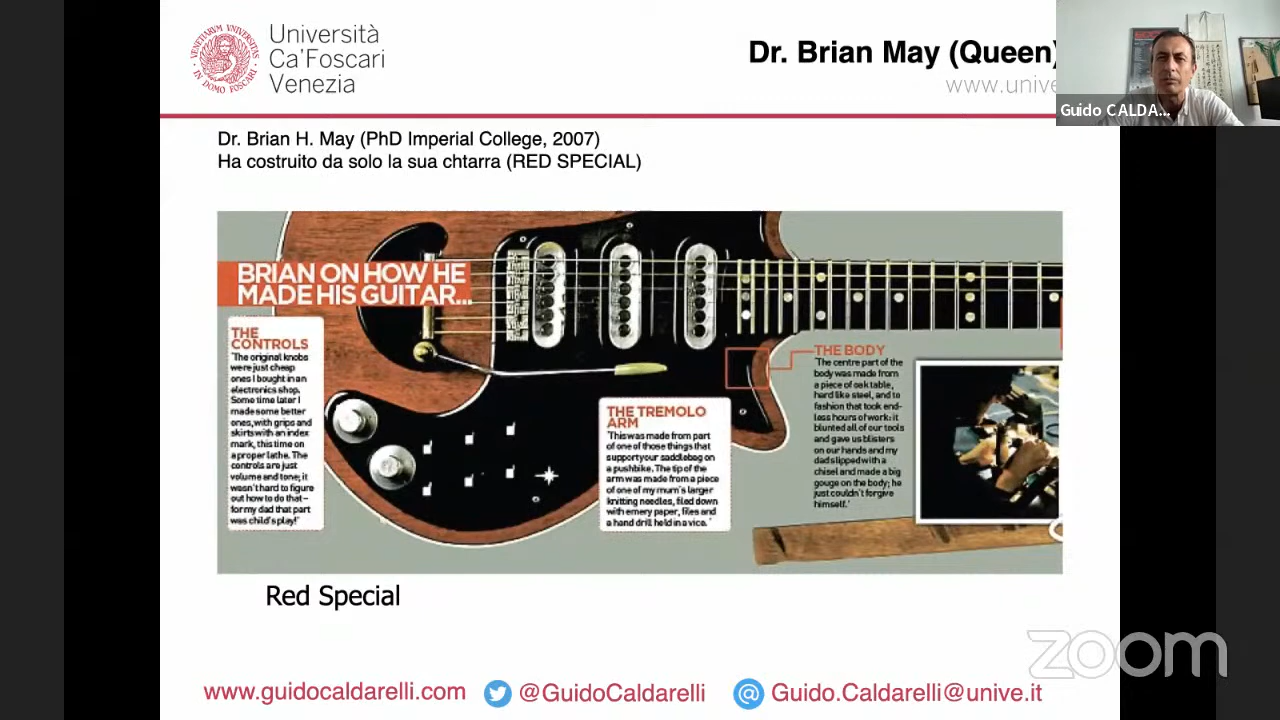 Università
Ca'Foscari
Venezia
Dr. Brian May (Queen)
www.unive
Guido CALDA...
Dr. Brian H. May (PhD Imperial College, 2007)
Ha costruito da solo la sua chtarra (RED SPECIAL)
BRIAN ON HOW HE
MADE HIS GUITAR...
THE
CONTROLS
'The original knobs
were just cheap
ones I bought in an
electronics shop.
Some time later I
made some better
ones, with grips and
skirts with an index
mark, this time on
a proper lathe. The
controls are just
volume and tone; it
wasn't hard to figure
out how to do that –
for my dad that part
was child's play!'
THE TREMOLO
ARM
'This was made from part
of one of those things that
support your saddlebag on
a pushbike. The tip of the
arm was made from a piece
of one of my mum's larger
knitting needles, filed down
with emery paper, files and
a hand drill held in a vice.'
THE BODY
'The centre part of the
body was made from
a piece of oak table,
hard like steel, and to
fashion that took end-
less hours of work: it
blunted all of our tools
and gave us blisters
on our hands and my
dad slipped with a
chisel and made a big
gouge on the body; he
just couldn't forgive
himself.'
Red Special
zoom
www.guidocaldarelli.com @GuidoCaldarelli @ Guido.Caldarelli@unive.it